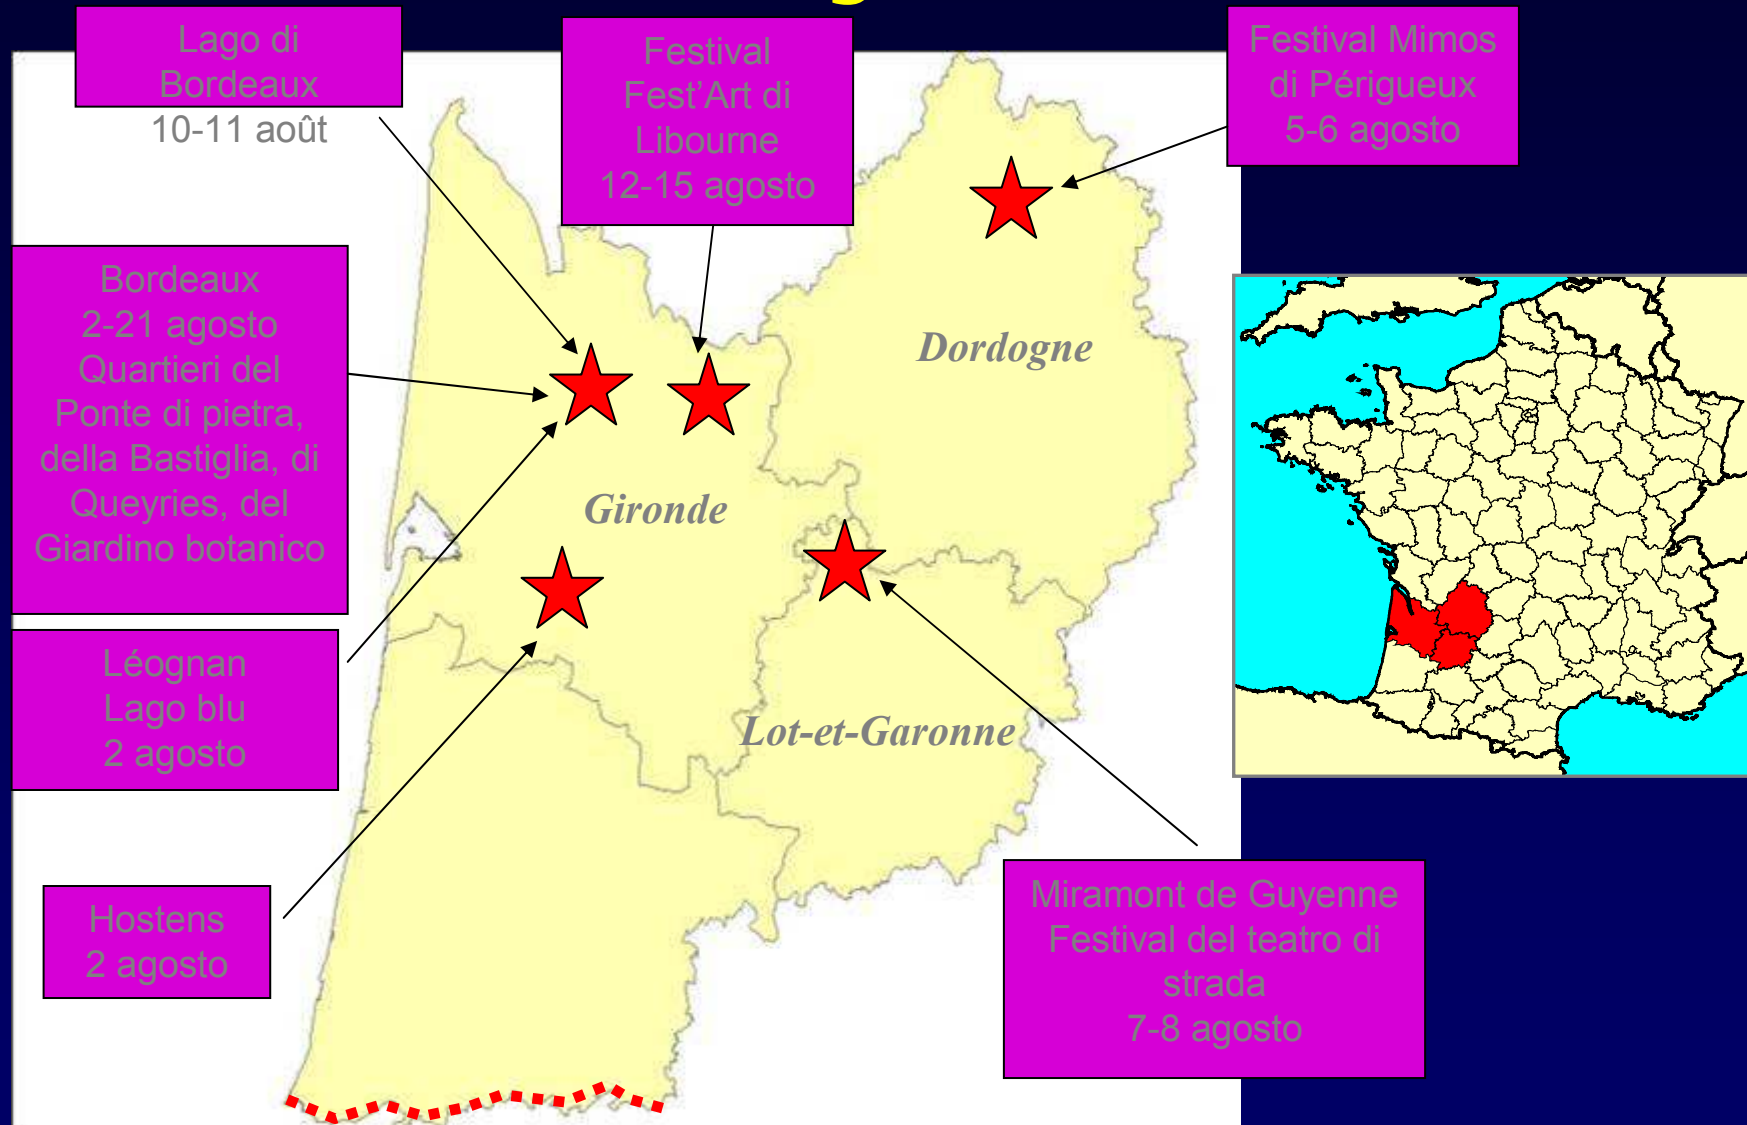 Lago di
Bordeaux
10-11 août
Festival
Fest'Art di
Libourne
12-15 agosto
Festival Mimos
di Périgueux
5-6 agosto
Bordeaux
2-21 agosto
Quartieri del
Ponte di pietra,
della Bastiglia, di
Queyries, del
Giardino botanico
Dordogne
Gironde
Léognan
Lago blu
2 agosto
Lot-et-Garonne
Hostens
2 agosto
Miramont de Guyenne
Festival del teatro di
strada
7-8 agosto